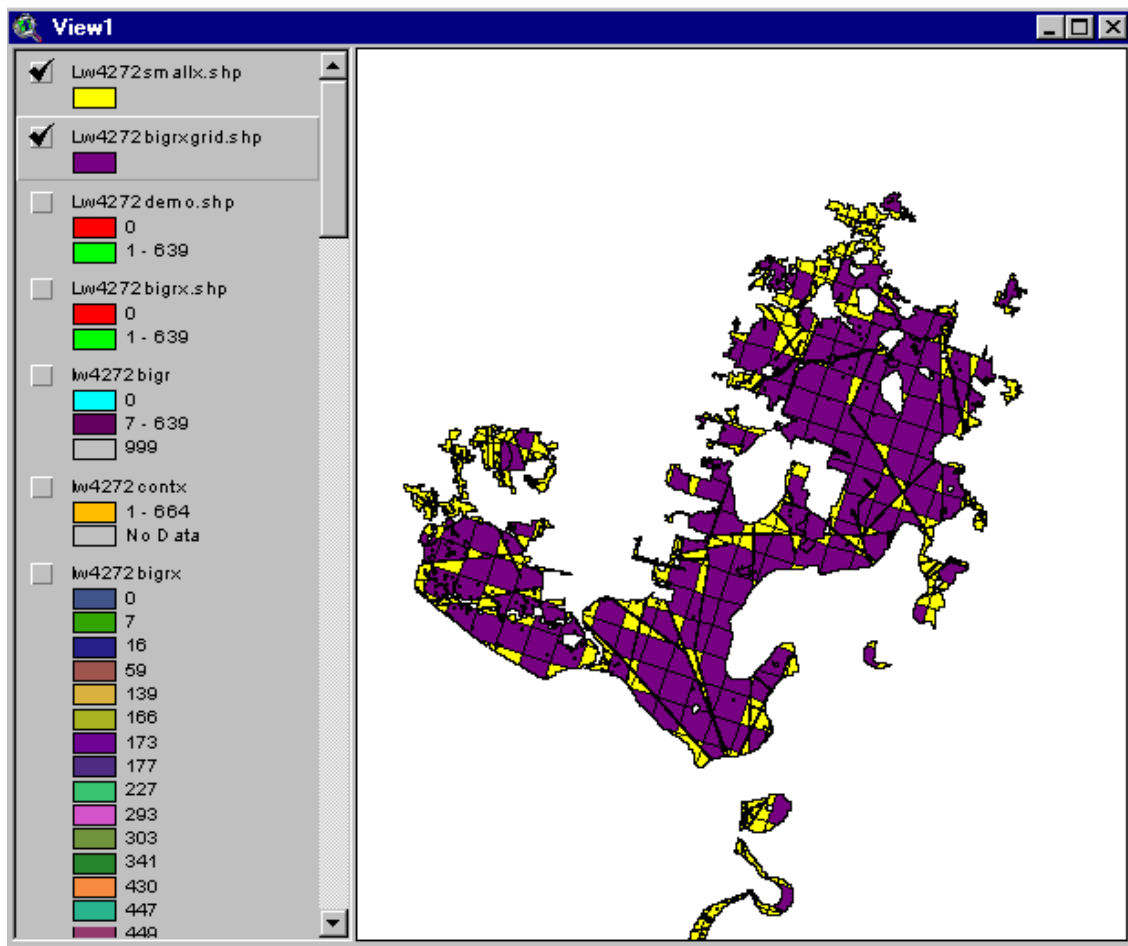 View1
Lw4272smallx.shp
Lw4272bigrxgrid.shp
Lw4272demo.shp
0
1 - 639
Lw4272bigrx.shp
0
1 - 639
lw4272bigr
0
7 - 639
999
lw4272contx
1 - 664
No Data
lw4272bigrx
0
7
16
59
139
166
173
177
227
293
303
341
430
447
449